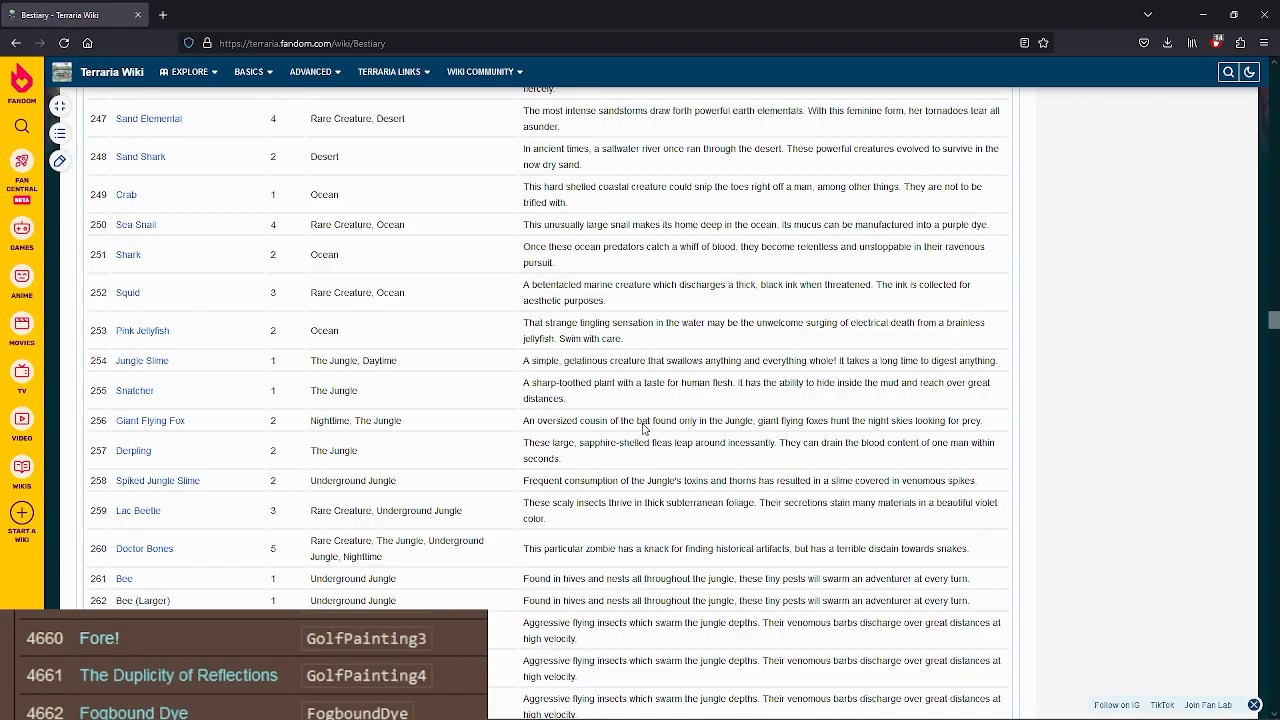 Bestiary - Terraria Wiki
https://terraria.fandom.com/wiki/Bestiary
14
FANDOM
FAN CENTRAL
BETA
GAMES
ANIME
MOVIES
TV
VIDEO
WIKIS
START A WIKI
Terraria Wiki EXPLORE BASICS ADVANCED TERRARIA LINKS WIKI COMMUNITY
fiercely.
247 Sand Elemental 4 Rare Creature, Desert The most intense sandstorms draw forth powerful earth elementals. With this feminine form, her tornadoes tear all
asunder.
248 Sand Shark 2 Desert In ancient times, a saltwater river once ran through the desert. These powerful creatures evolved to survive in the
now dry sand.
249 Crab 1 Ocean This hard shelled coastal creature could snip the toes right off a man, among other things. They are not to be
trifled with.
250 Sea Snail 4 Rare Creature, Ocean This unusually large snail makes its home deep in the ocean. Its mucus can be manufactured into a purple dye.
251 Shark 2 Ocean Once these ocean predators catch a whiff of blood, they become relentless and unstoppable in their ravenous
pursuit.
252 Squid 3 Rare Creature, Ocean A betentacled marine creature which discharges a thick, black ink when threatened. The ink is collected for
aesthetic purposes.
253 Pink Jellyfish 2 Ocean That strange tingling sensation in the water may be the unwelcome surging of electrical death from a brainless
jellyfish. Swim with care.
254 Jungle Slime 1 The Jungle, Daytime A simple, gelatinous creature that swallows anything and everything whole! It takes a long time to digest anything.
255 Snatcher 1 The Jungle A sharp-toothed plant with a taste for human flesh. It has the ability to hide inside the mud and reach over great
distances.
256 Giant Flying Fox 2 Nighttime, The Jungle An oversized cousin of the bat found only in the Jungle, giant flying foxes hunt the night skies looking for prey.
257 Derpling 2 The Jungle These large, sapphire-shelled fleas leap around incessantly. They can drain the blood content of one man within
seconds.
258 Spiked Jungle Slime 2 Underground Jungle Frequent consumption of the Jungle's toxins and thorns has resulted in a slime covered in venomous spikes.
259 Lac Beetle 3 Rare Creature, Underground Jungle These scaly insects thrive in thick subterranean foliage. Their secretions stain many materials in a beautiful violet
color.
260 Doctor Bones 5 Rare Creature, The Jungle, Underground
Jungle, Nighttime This particular zombie has a knack for finding historical artifacts, but has a terrible disdain towards snakes.
261 Bee 1 Underground Jungle Found in hives and nests all throughout the jungle, these tiny pests will swarm an adventurer at every turn.
262 Bee (Larger) 1 Underground Jungle Found in hives and nests all throughout the jungle, these tiny pests will swarm an adventurer at every turn.
Aggressive flying insects which swarm the jungle depths. Their venomous barbs discharge over great distances at
high velocity.
Aggressive flying insects which swarm the jungle depths. Their venomous barbs discharge over great distances at
high velocity.
Aggressive flying insects which swarm the jungle depths. Their venomous barbs discharge over great distances at
high velocity.
4660 Fore! GolfPainting3
4661 The Duplicity of Reflections GolfPainting4
4662 Fogbound Dye FogboundDye
Follow on IG TikTok Join Fan Lab